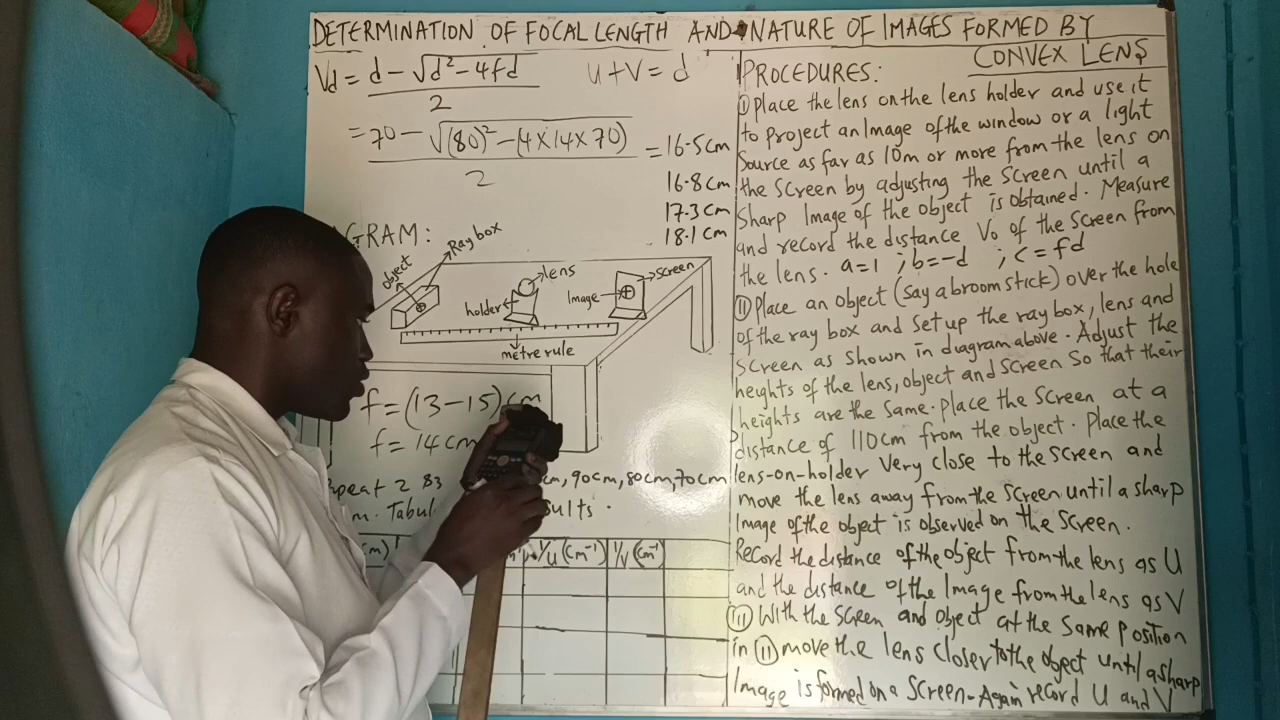 DETERMINATION OF FOCAL LENGTH AND NATURE OF IMAGES FORMED BY
CONVEX LENS
Vd = d - √d² - 4fd
2
u + v = d
= 70 - √(80)² - (4×14×70)
2
= 16.5cm
16.8cm
17.3cm
18.1cm
GRAM:
object
Ray box
lens
holder
Image
screen
metre rule
f = (13-15) cm
f = 14cm
peat 2 &3
cm, 90cm, 80cm, 70cm
m. Tabul
sults.
(cm)
1/u (cm⁻¹)
1/v (cm⁻¹)
PROCEDURES:
(i) Place the lens on the lens holder and use it
to project an Image of the window or a light
Source as far as 10m or more from the lens on
the screen by adjusting the screen until a
sharp Image of the object is obtained. Measure
and record the distance Vo of the screen from
the lens. a=1 ; b=-d ; c=fd
(ii) Place an object (say a broomstick) over the hole
of the ray box and set up the ray box, lens and
screen as shown in diagram above. Adjust the
heights of the lens, object and screen so that their
heights are the same. Place the screen at a
distance of 110cm from the object. Place the
lens-on-holder very close to the screen and
move the lens away from the screen until a sharp
Image of the object is observed on the screen.
Record the distance of the object from the lens as U
and the distance of the Image from the lens as V
(iii) With the screen and object at the same position
in (ii) move the lens closer to the object until a sharp
Image is formed on a screen - Again record U and V